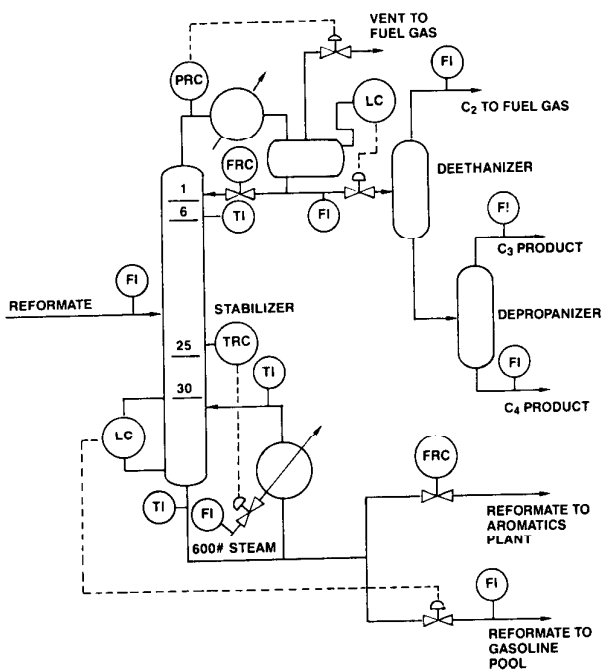 VENT TO
FUEL GAS
FI
PRC
LC
C₂ TO FUEL GAS
FRC
DEETHANIZER
1
6
TI
FI
FI
C₃ PRODUCT
FI
REFORMATE
STABILIZER
DEPROPANIZER
25
TRC
TI
FI
30
C₄ PRODUCT
LC
FRC
TI
FI
600# STEAM
REFORMATE TO
AROMATICS
PLANT
FI
REFORMATE TO
GASOLINE
POOL